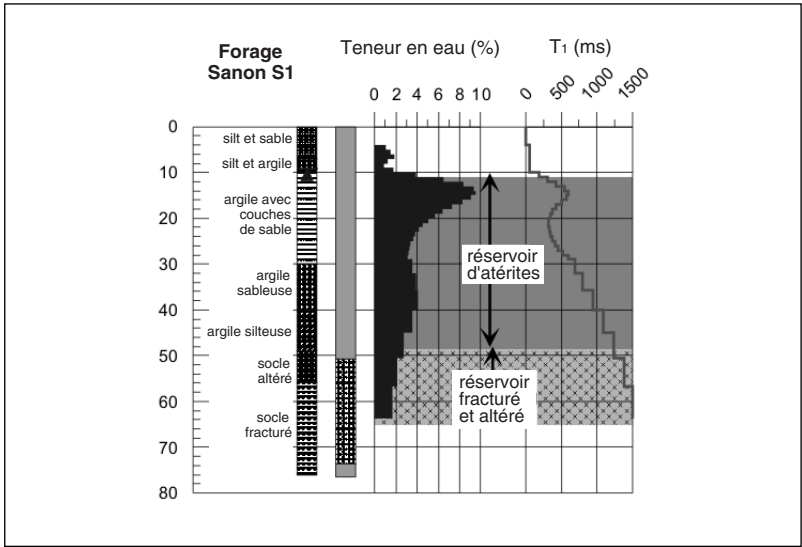 Forage
Sanon S1
Teneur en eau (%)
T1 (ms)
0 2 4 6 8 10
0 500 1000 1500
0
10
20
30
40
50
60
70
80
silt et sable
silt et argile
argile avec
couches
de sable
argile
sableuse
argile silteuse
socle
altéré
socle
fracturé
réservoir
d'atérites
réservoir
fracturé
et altéré